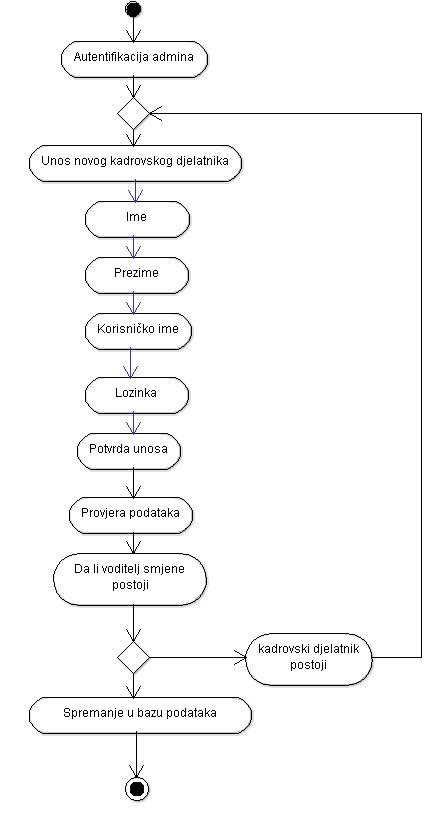 Autentifikacija admina
Unos novog kadrovskog djelatnika
Ime
Prezime
Korisničko ime
Lozinka
Potvrda unosa
Provjera podataka
Da li voditelj smjene
postoji
kadrovski djelatnik
postoji
Spremanje u bazu podataka